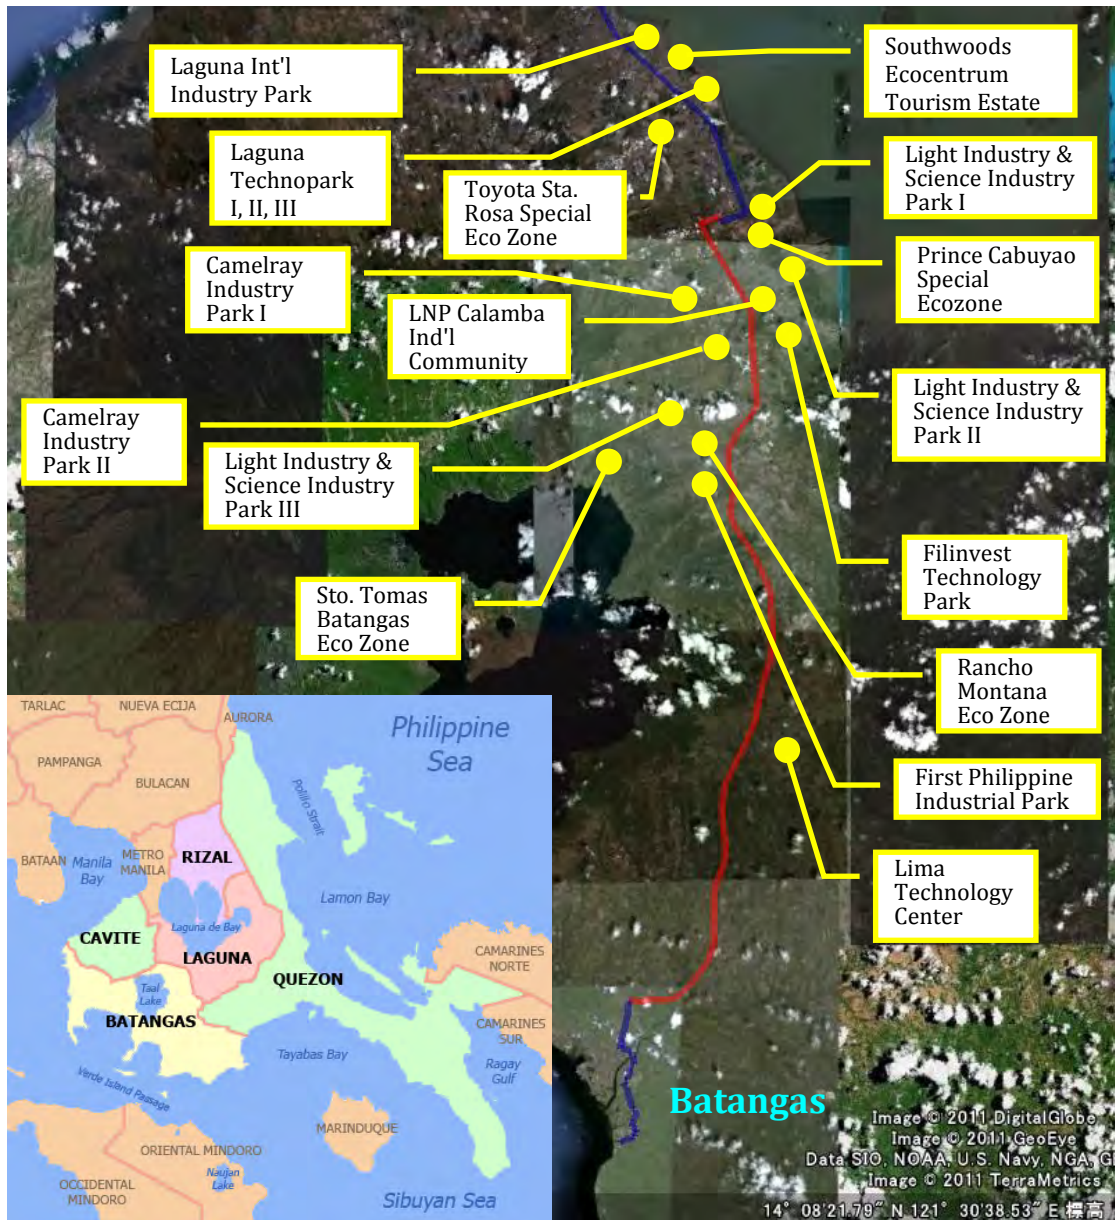 Laguna Int'l
Industry Park
Southwoods
Ecocentrum
Tourism Estate
Laguna
Technopark
I, II, III
Toyota Sta.
Rosa Special
Eco Zone
Light Industry &
Science Industry
Park I
Camelray
Industry
Park I
LNP Calamba
Ind'l
Community
Prince Cabuyao
Special
Ecozone
Camelray
Industry
Park II
Light Industry &
Science Industry
Park III
Light Industry &
Science Industry
Park II
Sto. Tomas
Batangas
Eco Zone
Filinvest
Technology
Park
Rancho
Montana
Eco Zone
First Philippine
Industrial Park
Lima
Technology
Center
TARLAC
NUEVA ECIJA
AURORA
Philippine
Sea
PAMPANGA
BULACAN
Polillo Strait
RIZAL
BATAAN
Manila
Bay
METRO
MANILA
Lamon Bay
Laguna de Bay
CAVITE
LAGUNA
QUEZON
CAMARINES
NORTE
Taal
Lake
BATANGAS
CAMARINES
SUR
Tayabas Bay
Ragay
Gulf
Verde Island Passage
MARINDUQUE
ORIENTAL MINDORO
Naujan
Lake
OCCIDENTAL
MINDORO
Sibuyan Sea
Batangas
Image © 2011 DigitalGlobe
Image © 2011 GeoEye
Data SIO, NOAA, U.S. Navy, NGA, G
Image © 2011 TerraMetrics
14° 08'21.79" N 121° 30'38.53" E 標高